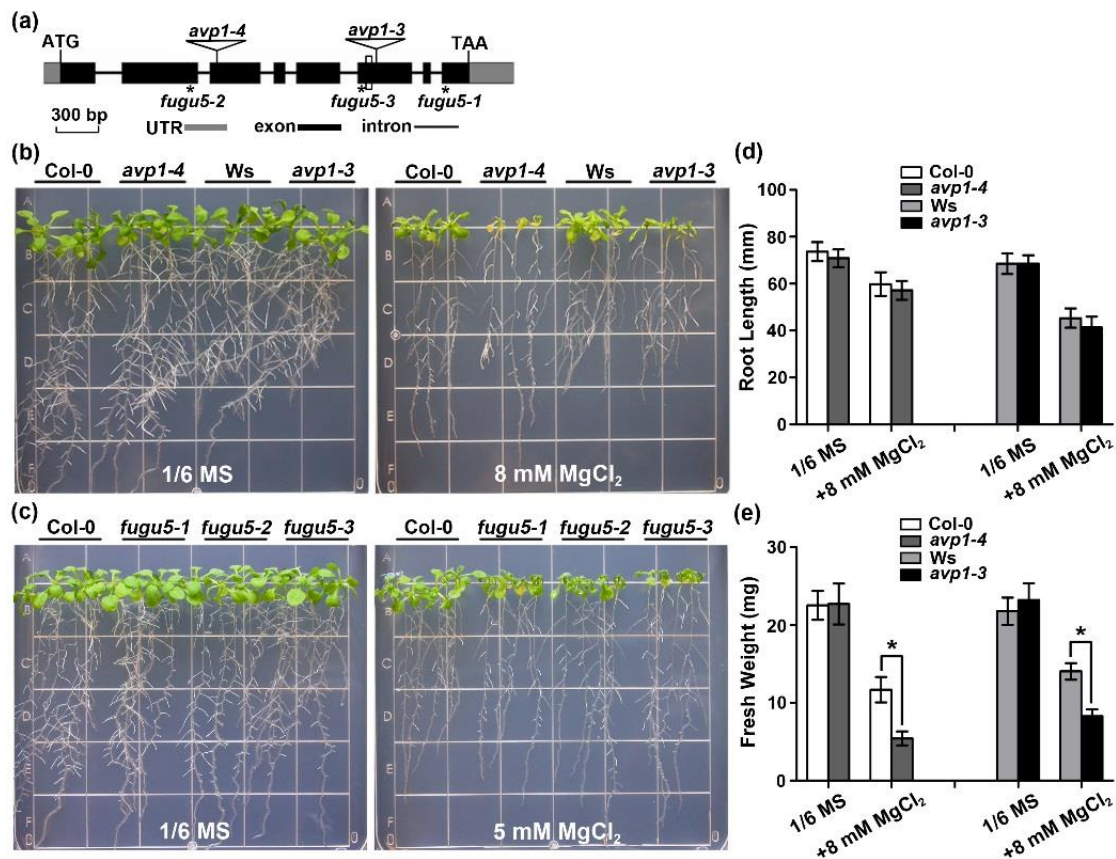 (a)
avp1-4 avp1-3
ATG TAA
fugu5-2 fugu5-3 fugu5-1
300 bp
UTR exon intron
(b)
Col-0 avp1-4 Ws avp1-3
Col-0 avp1-4 Ws avp1-3
A
B
C
D
E
F
1/6 MS
A
B
C
D
E
F
8 mM MgCl₂
(c)
Col-0 fugu5-1 fugu5-2 fugu5-3
Col-0 fugu5-1 fugu5-2 fugu5-3
A
B
C
D
E
F
1/6 MS
A
B
C
D
E
F
5 mM MgCl₂
(d)
Col-0
avp1-4
Ws
avp1-3
Root Length (mm)
100
80
60
40
20
0
1/6 MS +8 mM MgCl₂ 1/6 MS +8 mM MgCl₂
(e)
Col-0
avp1-4
Ws
avp1-3
Fresh Weight (mg)
30
20
10
0
* *
1/6 MS +8 mM MgCl₂ 1/6 MS +8 mM MgCl₂